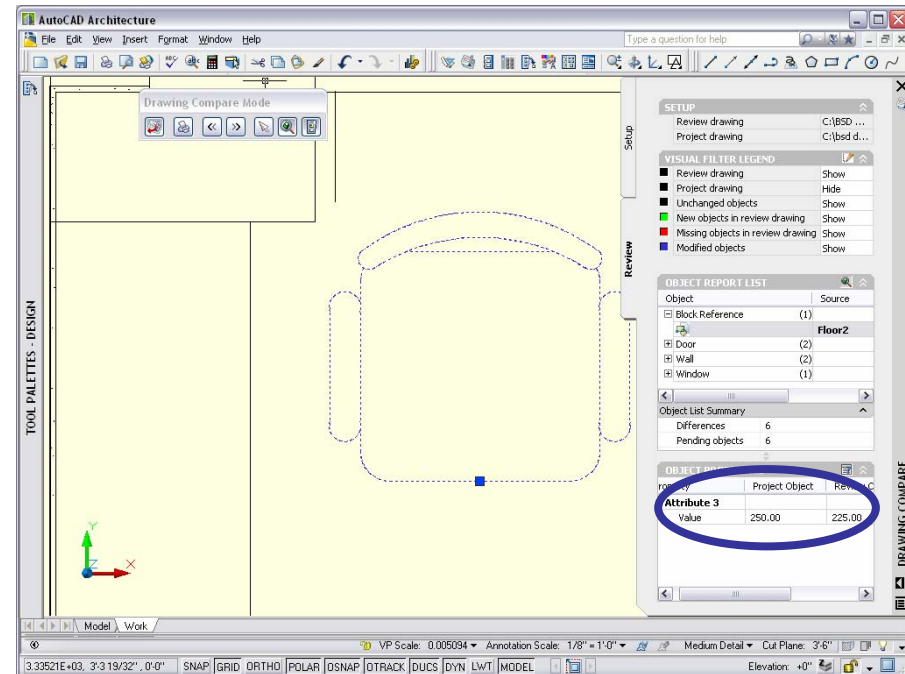 AutoCAD Architecture
File Edit View Insert Format Window Help
Type a question for help
Drawing Compare Mode
Setup
Review
TOOL PALETTES - DESIGN
SETUP
Review drawing C:\BSD ...
Project drawing C:\bsd d...
VISUAL FILTER LEGEND
Review drawing Show
Project drawing Hide
Unchanged objects Show
New objects in review drawing Show
Missing objects in review drawing Show
Modified objects Show
OBJECT REPORT LIST
Object Source
Block Reference (1)
Floor2
Door (2)
Wall (2)
Window (1)
Object List Summary
Differences 6
Pending objects 6
Project Object
Attribute 3
Value 250.00 225.00
DRAWING COMPARE
Y
Z X
Model Work
VP Scale: 0.005094 Annotation Scale: 1/8" = 1'-0" Medium Detail Cut Plane: 3'-6"
3.33521E+03, 3'-3 19/32", 0'-0" SNAP GRID ORTHO POLAR OSNAP OTRACK DUCS DYN LWT MODEL Elevation: +0"